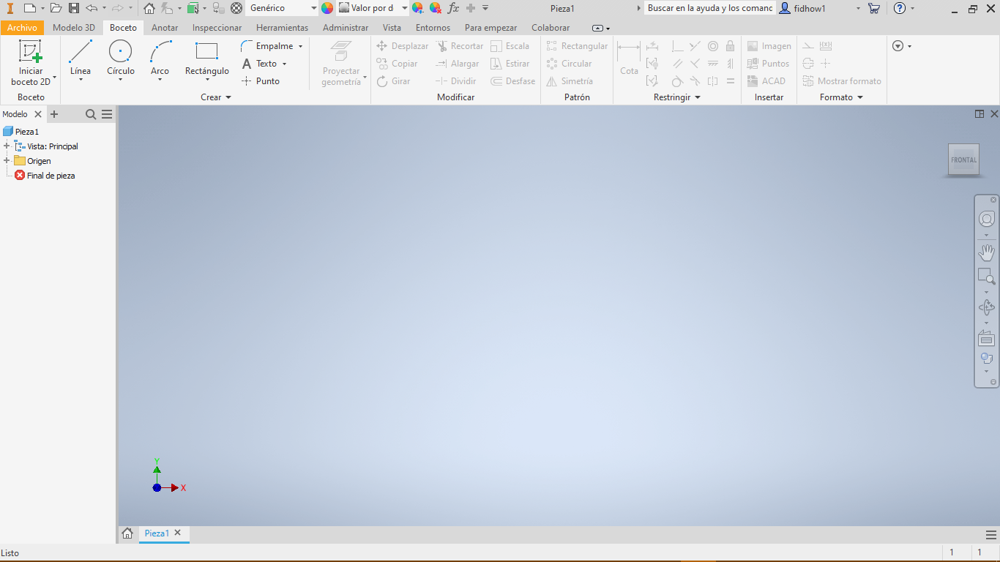 Genérico Valor por d Pieza1 Buscar en la ayuda y los comanc fidhow1
Archivo Modelo 3D Boceto Anotar Inspeccionar Herramientas Administrar Vista Entornos Para empezar Colaborar
Iniciar
boceto 2D
Boceto
Línea Círculo Arco Rectángulo
Empalme
Texto
Punto
Crear
Proyectar
geometría
Desplazar Recortar Escala
Copiar Alargar Estirar
Girar Dividir Desfase
Modificar
Rectangular
Circular
Simetría
Patrón
Cota
Restringir
Imagen
Puntos
ACAD
Insertar
Mostrar formato
Formato
Modelo
Pieza1
Vista: Principal
Origen
Final de pieza
FRONTAL
Y
X
Pieza1
Listo 1 1